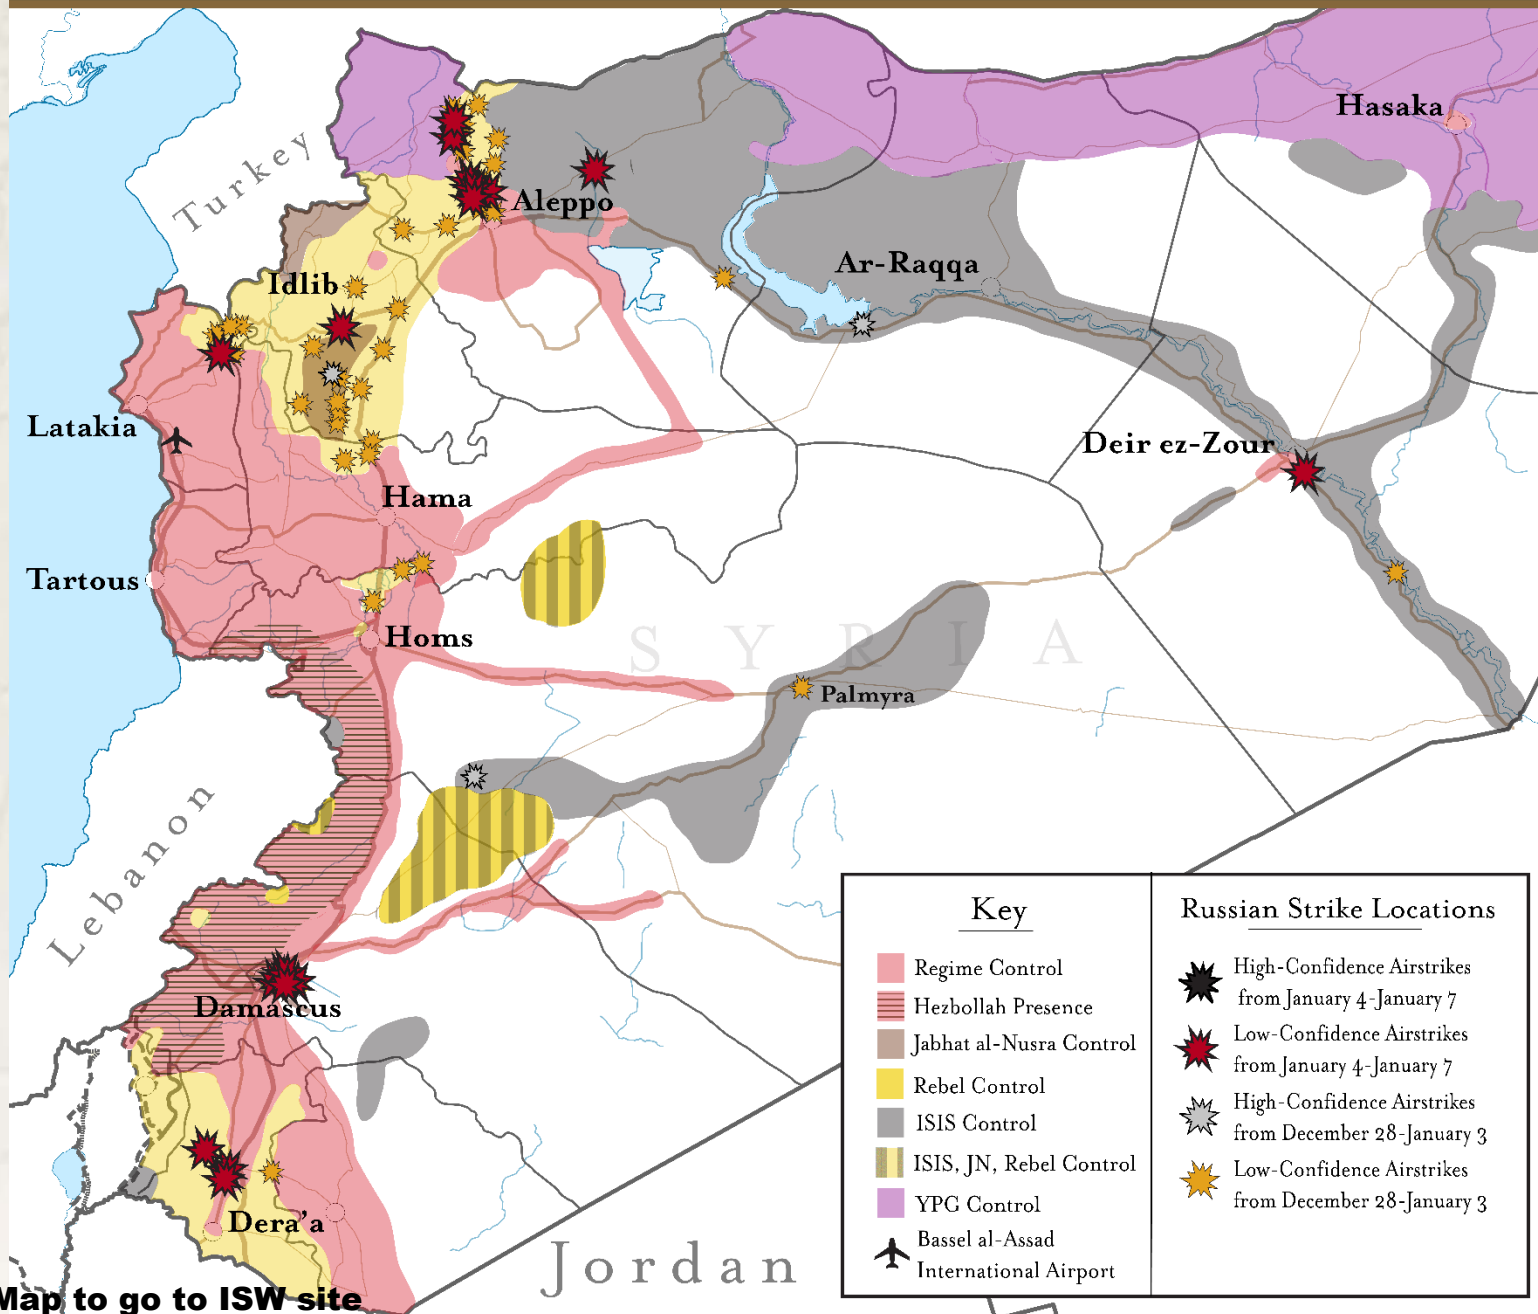 Turkey
Hasaka
Aleppo
Ar-Raqqa
Idlib
Latakia
Deir ez-Zour
Hama
Tartous
Homs
SYRIA
Palmyra
Lebanon
Damascus
Dera'a
Jordan
Map to go to ISW site
Key
Regime Control
Hezbollah Presence
Jabhat al-Nusra Control
Rebel Control
ISIS Control
ISIS, JN, Rebel Control
YPG Control
Bassel al-Assad
International Airport
Russian Strike Locations
High-Confidence Airstrikes
from January 4-January 7
Low-Confidence Airstrikes
from January 4-January 7
High-Confidence Airstrikes
from December 28-January 3
Low-Confidence Airstrikes
from December 28-January 3